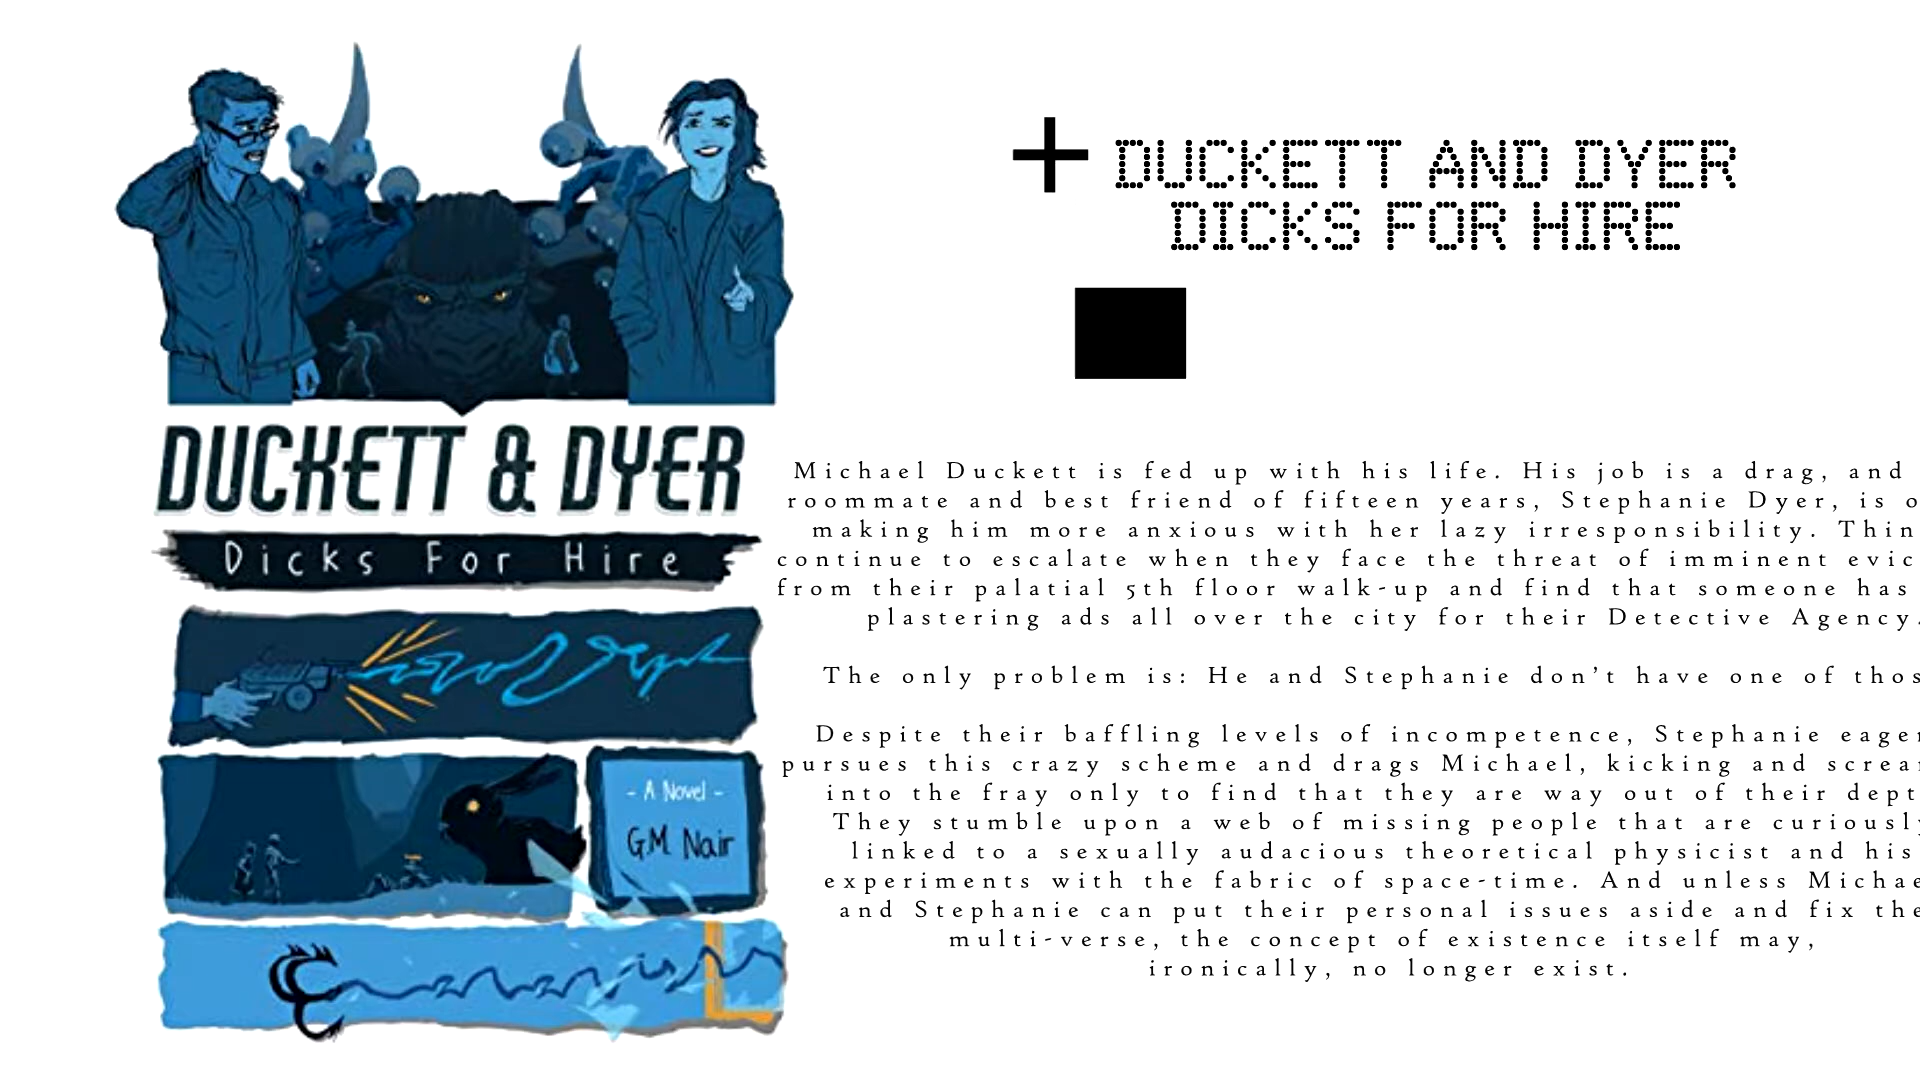 DUCKETT & DYER
Dicks For Hire
- A Novel -
G.M. Nair
+ DUCKETT AND DYER
DICKS FOR HIRE
Michael Duckett is fed up with his life. His job is a drag, and
roommate and best friend of fifteen years, Stephanie Dyer, is
making him more anxious with her lazy irresponsibility.
continue to escalate when they face the threat of imminent
from their palatial 5th floor walk-up and find that someone has
plastering ads all over the city for their Detective Agency.
The only problem is: He and Stephanie don't have one of
Despite their baffling levels of incompetence, Stephanie
pursues this crazy scheme and drags Michael, kicking and
into the fray only to find that they are way out of their
They stumble upon a web of missing people that are curiously
linked to a sexually audacious theoretical physicist and his
experiments with the fabric of space-time. And unless
and Stephanie can put their personal issues aside and fix
multi-verse, the concept of existence itself may,
ironically, no longer exist.